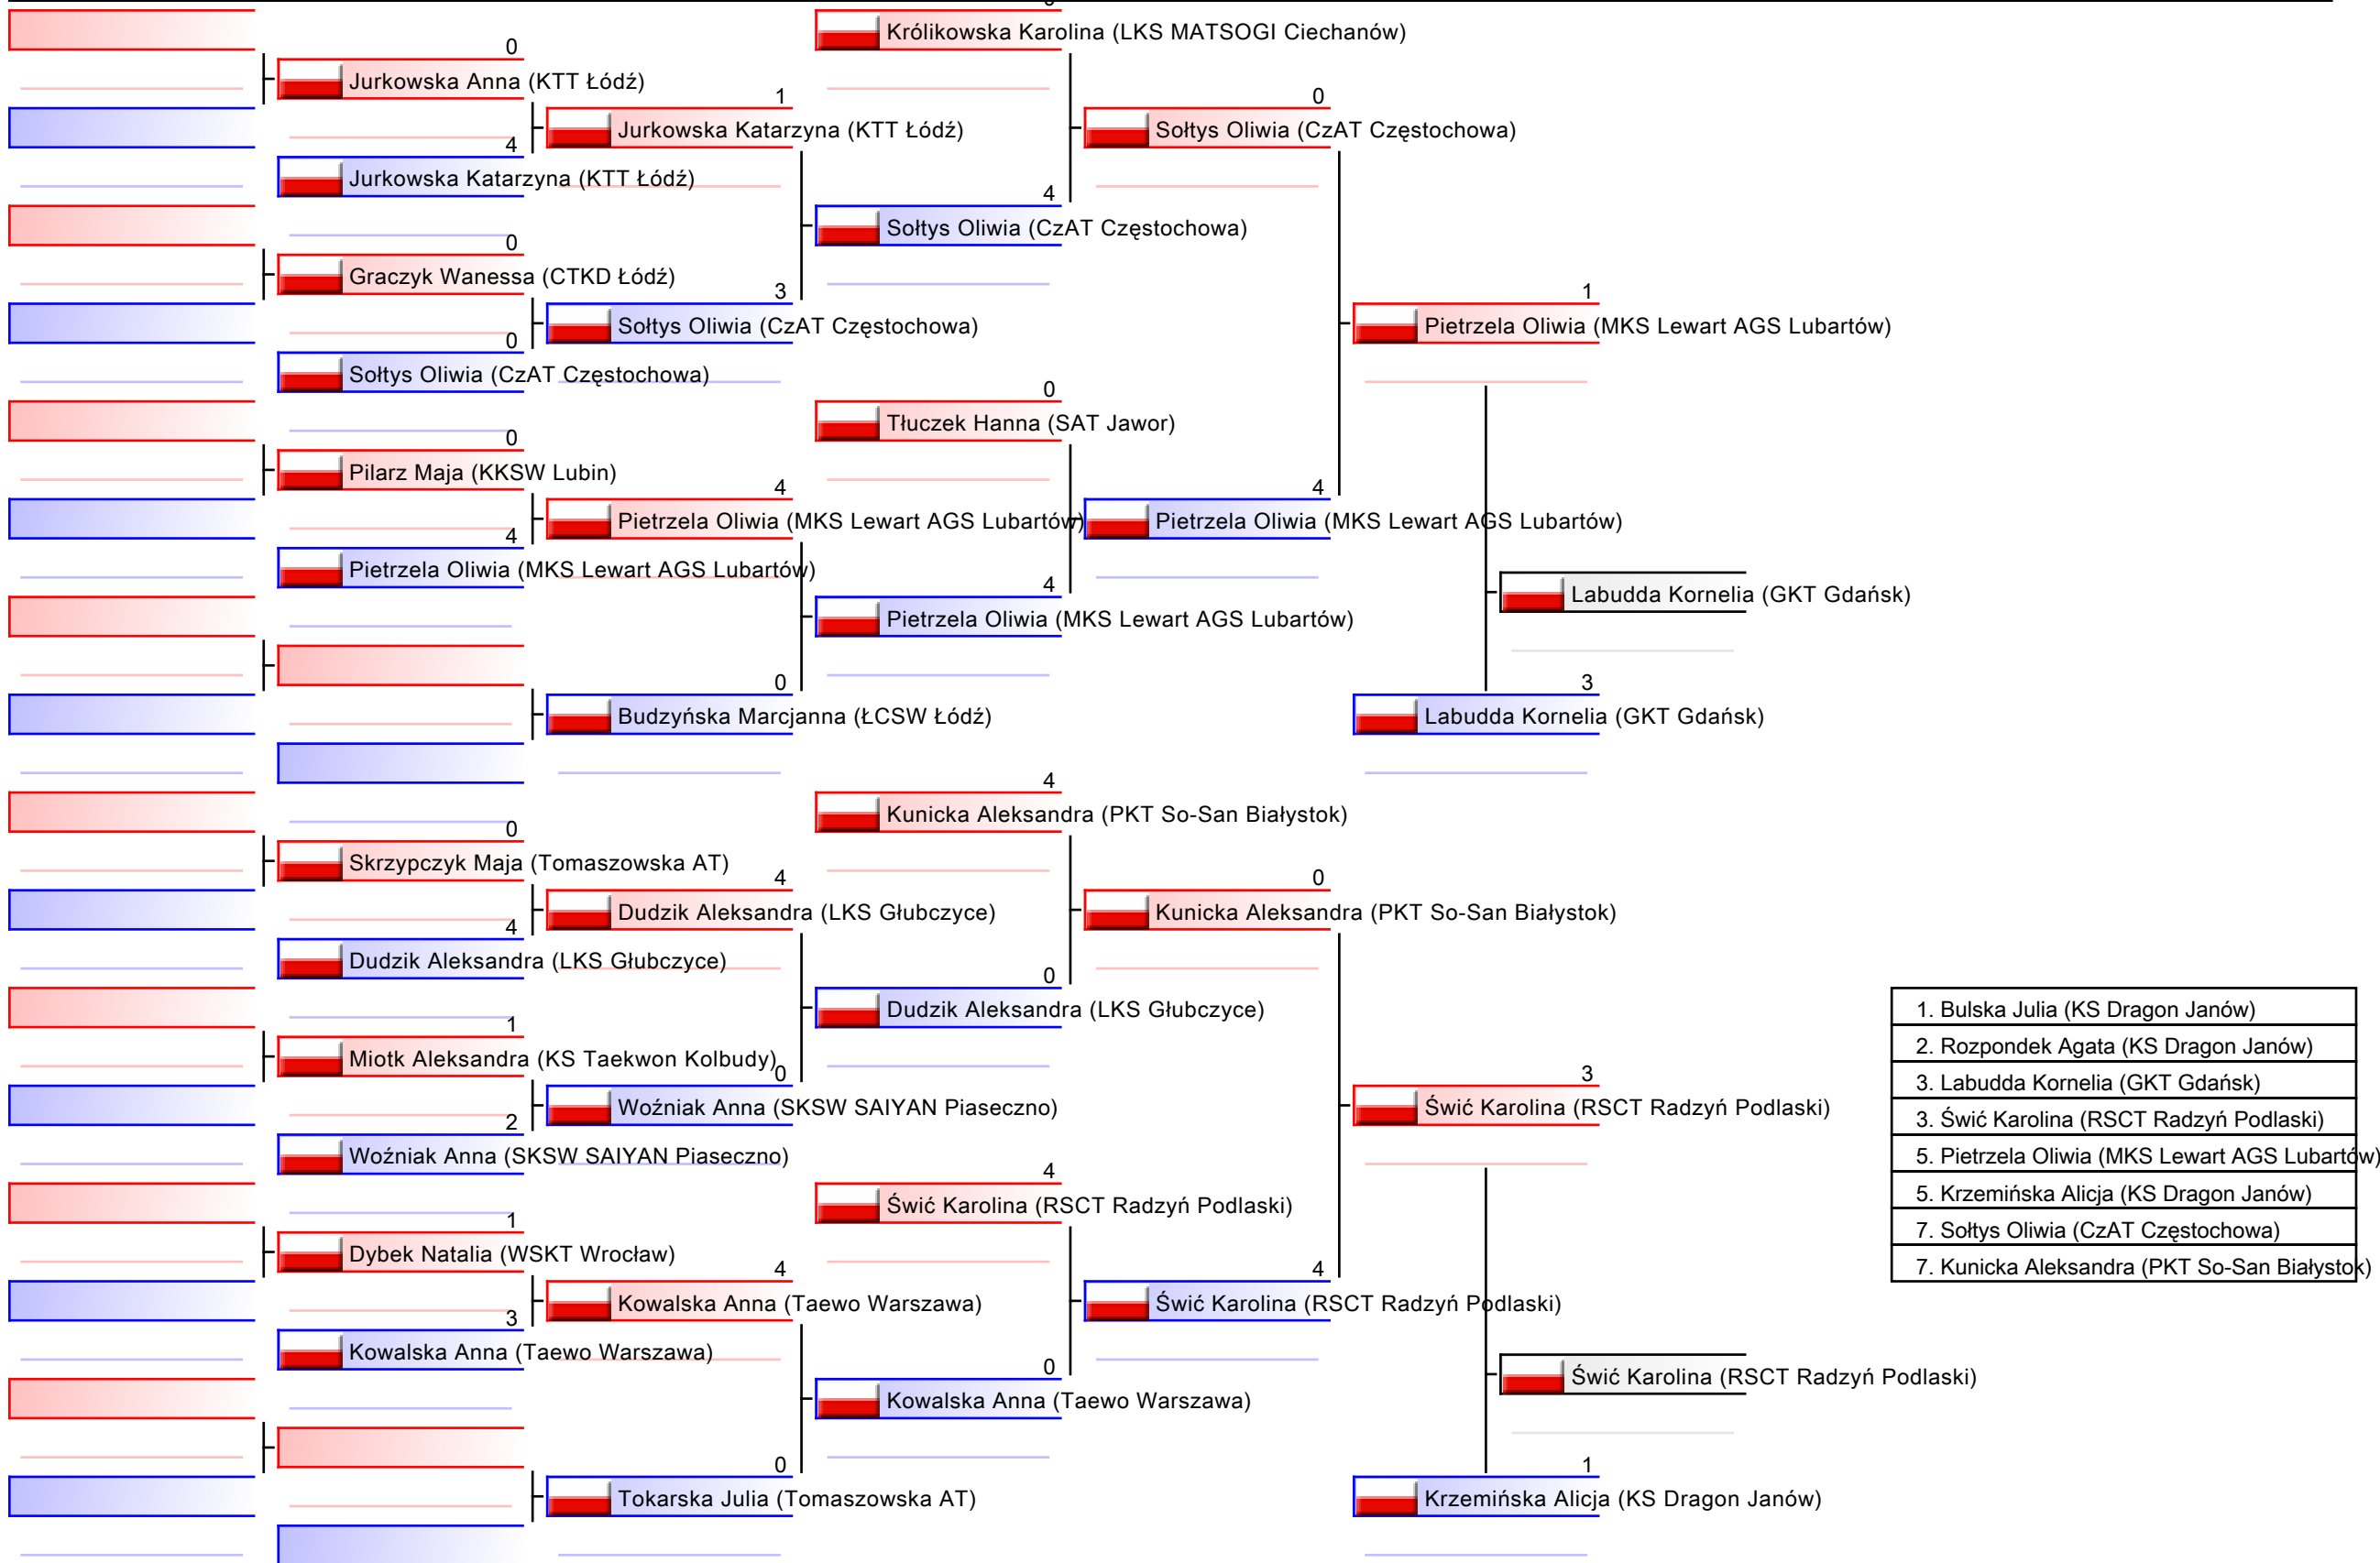 Królikowska Karolina (LKS MATSOGI Ciechanów)
0
Jurkowska Anna (KTT Łódź)
1
0
Jurkowska Katarzyna (KTT Łódź)
Sołtys Oliwia (CzAT Częstochowa)
4
Jurkowska Katarzyna (KTT Łódź)
4
Sołtys Oliwia (CzAT Częstochowa)
0
Graczyk Wanessa (CTKD Łódź)
3
1
Sołtys Oliwia (CzAT Częstochowa)
Pietrzela Oliwia (MKS Lewart AGS Lubartów)
0
Sołtys Oliwia (CzAT Częstochowa)
0
Tłuczek Hanna (SAT Jawor)
0
Pilarz Maja (KKSW Lubin)
4
4
Pietrzela Oliwia (MKS Lewart AGS Lubartów)
Pietrzela Oliwia (MKS Lewart AGS Lubartów)
4
Pietrzela Oliwia (MKS Lewart AGS Lubartów)
4
Labudda Kornelia (GKT Gdańsk)
Pietrzela Oliwia (MKS Lewart AGS Lubartów)
0
3
Budzyńska Marcjanna (ŁCSW Łódź)
Labudda Kornelia (GKT Gdańsk)
4
Kunicka Aleksandra (PKT So-San Białystok)
0
Skrzypczyk Maja (Tomaszowska AT)
4
0
Dudzik Aleksandra (LKS Głubczyce)
Kunicka Aleksandra (PKT So-San Białystok)
4
Dudzik Aleksandra (LKS Głubczyce)
0
Dudzik Aleksandra (LKS Głubczyce)
1
Miotk Aleksandra (KS Taekwon Kolbudy)
0
3
Woźniak Anna (SKSW SAIYAN Piaseczno)
Świć Karolina (RSCT Radzyń Podlaski)
2
Woźniak Anna (SKSW SAIYAN Piaseczno)
4
Świć Karolina (RSCT Radzyń Podlaski)
1
Dybek Natalia (WSKT Wrocław)
4
4
Kowalska Anna (Taewo Warszawa)
Świć Karolina (RSCT Radzyń Podlaski)
3
Kowalska Anna (Taewo Warszawa)
0
Świć Karolina (RSCT Radzyń Podlaski)
Kowalska Anna (Taewo Warszawa)
0
1
Tokarska Julia (Tomaszowska AT)
Krzemińska Alicja (KS Dragon Janów)
1. Bulska Julia (KS Dragon Janów)
2. Rozpondek Agata (KS Dragon Janów)
3. Labudda Kornelia (GKT Gdańsk)
3. Świć Karolina (RSCT Radzyń Podlaski)
5. Pietrzela Oliwia (MKS Lewart AGS Lubartów)
5. Krzemińska Alicja (KS Dragon Janów)
7. Sołtys Oliwia (CzAT Częstochowa)
7. Kunicka Aleksandra (PKT So-San Białystok)